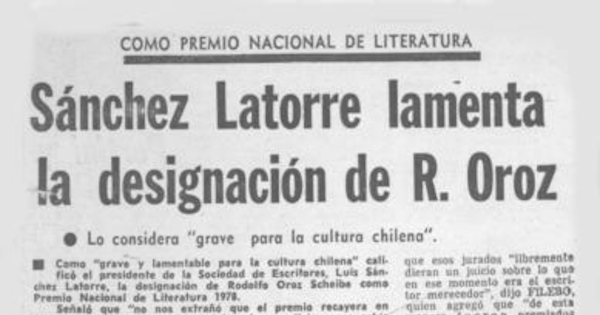 COMO PREMIO NACIONAL DE LITERATURA
Sánchez Latorre lamenta
la designación de R. Oroz
● Lo considera "grave para la cultura chilena".
■ Como "grave y lamentable para la cultura chilena" cali-
ficó el presidente de la Sociedad de Escritores, Luis Sán-
chez Latorre, la designación de Rodolfo Oroz Scheibe como
Premio Nacional de Literatura 1978.
Señaló que "no nos extrañó que el premio recayera en
que esos jurados "libremente
dieran un juicio sobre lo que
en ese momento era el escri-
tor merecedor", dijo FILEBO,
quien agregó que "de esta